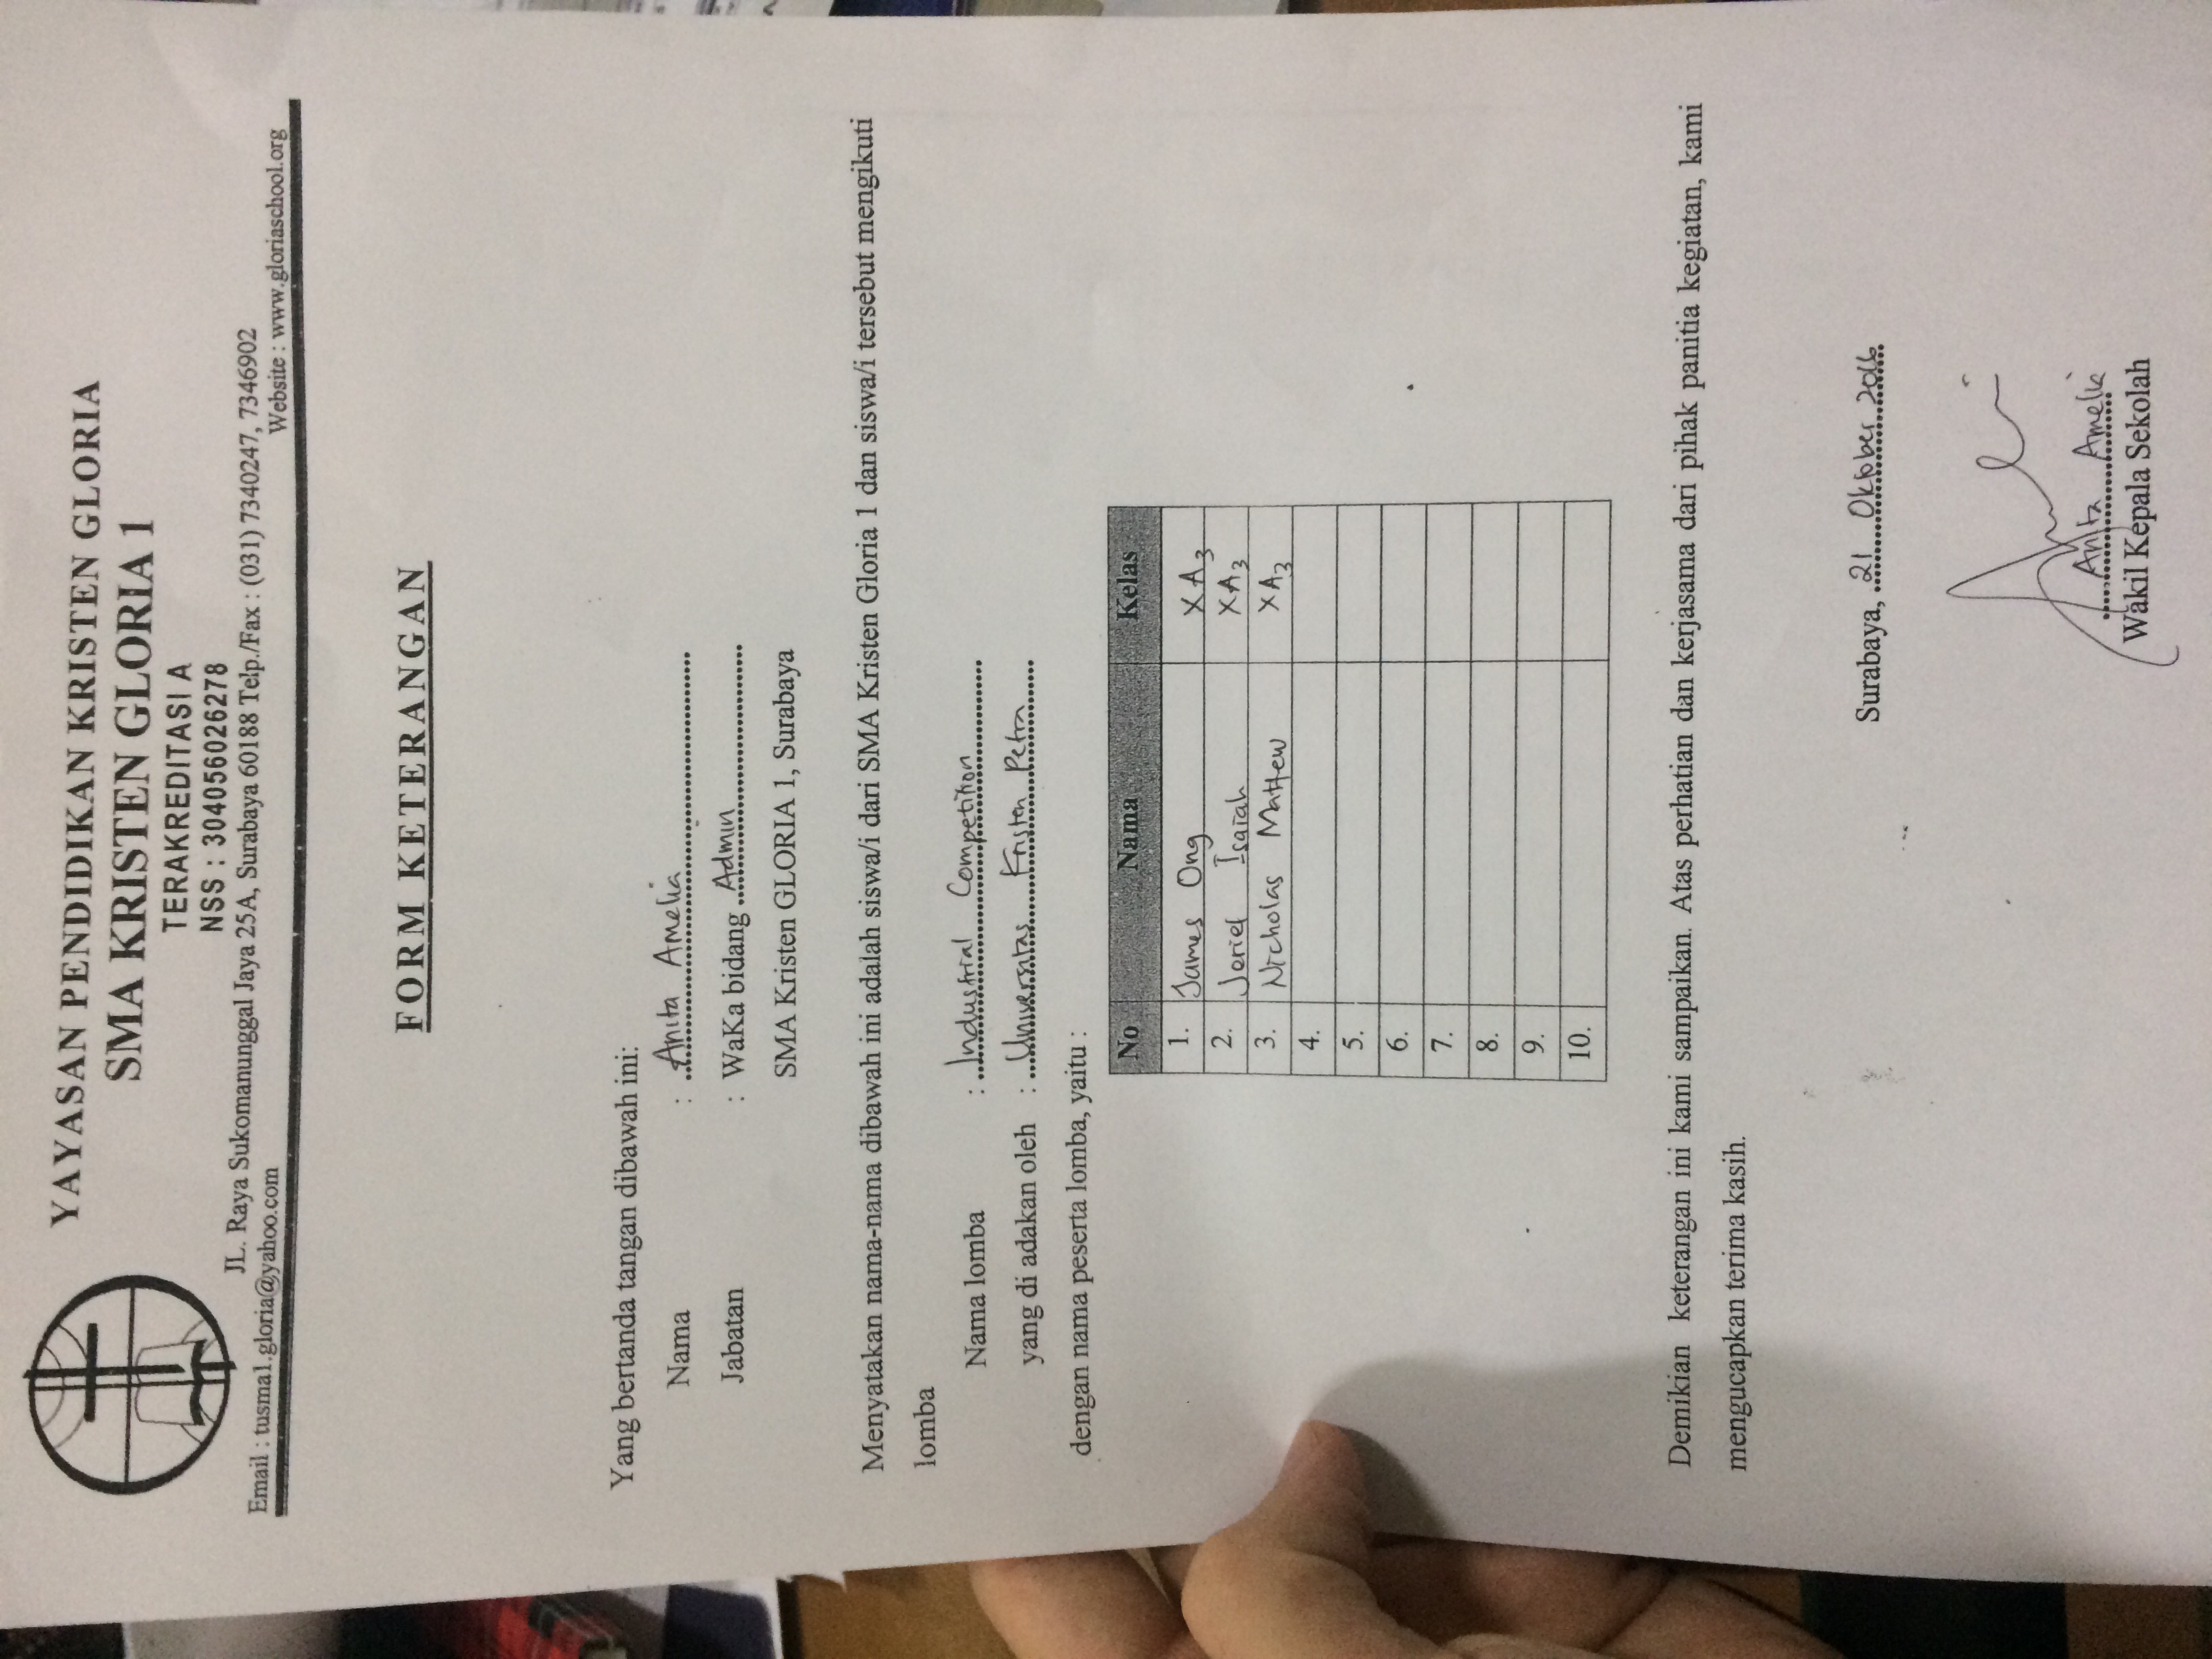 YAYASAN PENDIDIKAN KRISTEN GLORIA
SMA KRISTEN GLORIA 1
TERAKREDITASI A
NSS : 304056026278
JL. Raya Sukomanunggal Jaya 25A, Surabaya 60188 Telp./Fax : (031) 7340247, 7346902
Email : tusma1.gloria@yahoo.com Website : www.gloriaschool.org
FORM KETERANGAN
Yang bertanda tangan dibawah ini:
Nama : Anita Amelia
Jabatan : WaKa bidang Admin
SMA Kristen GLORIA 1, Surabaya
Menyatakan nama-nama dibawah ini adalah siswa/i dari SMA Kristen Gloria 1 dan siswa/i tersebut mengikuti
lomba
Nama lomba : Industrial Competition
yang di adakan oleh : Universitas Kristen Petra
dengan nama peserta lomba, yaitu :
No Nama Kelas
1. James Ong XA3
2. Jeriel Isaiah XA3
3. Nicholas Mattew XA3
4.
5.
6.
7.
8.
9.
10.
Demikian keterangan ini kami sampaikan. Atas perhatian dan kerjasama dari pihak panitia kegiatan, kami
mengucapkan terima kasih.
Surabaya, 21 Oktober 2016
Anita Amelia
Wakil Kepala Sekolah